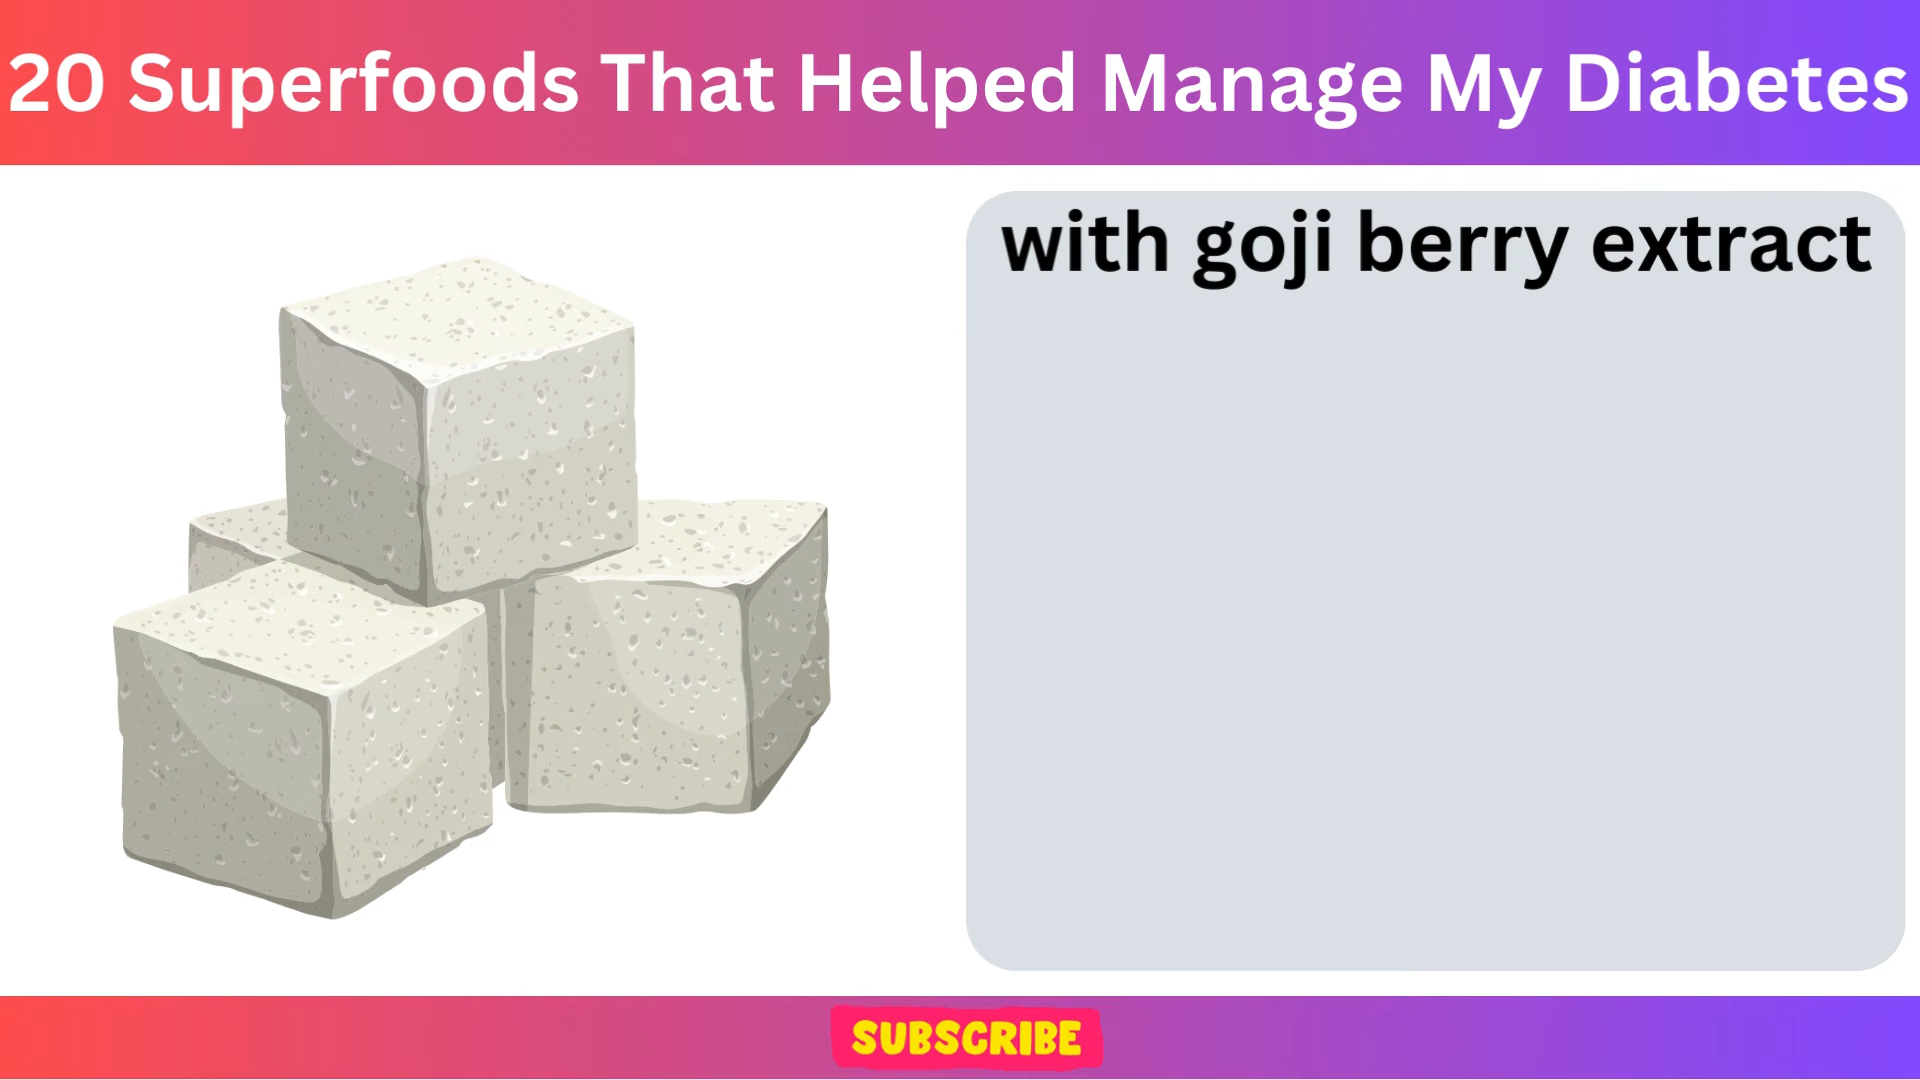 20 Superfoods That Helped Manage My Diabetes
with goji berry extract
SUBSCRIBE